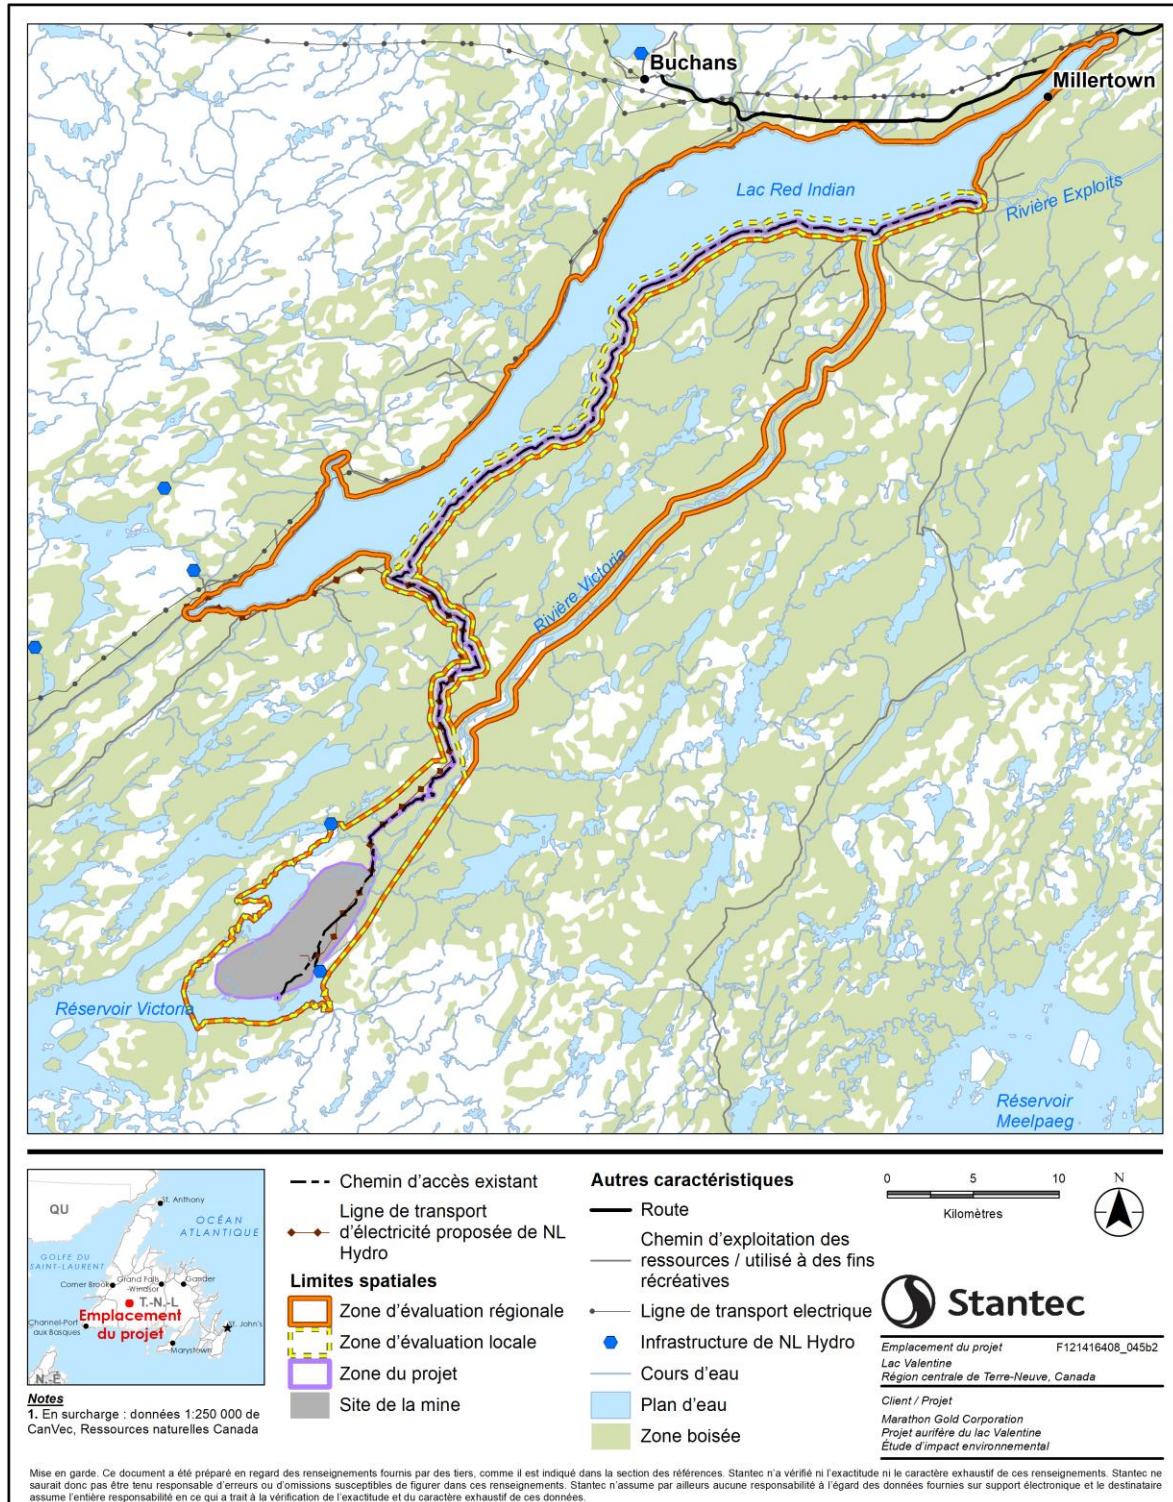 Buchans
Millertown
Lac Red Indian
Rivière Exploits
Rivière Victoria
Réservoir Victoria
Réservoir
Meelpaeg
QU
St. Anthony
OCÉAN
ATLANTIQUE
GOLFE DU
SAINT-LAURENT
Corner Brook
Grand Falls
-Windsor
Gander
T.-N.-L
Emplacement
du projet
Channel-Port
aux Basques
St. John's
Marystown
N.-É
Notes
1. En surcharge : données 1:250 000 de
CanVec, Ressources naturelles Canada
Chemin d'accès existant
Ligne de transport
d'électricité proposée de NL
Hydro
Limites spatiales
Zone d'évaluation régionale
Zone d'évaluation locale
Zone du projet
Site de la mine
Autres caractéristiques
Route
Chemin d'exploitation des
ressources / utilisé à des fins
récréatives
Ligne de transport electrique
Infrastructure de NL Hydro
Cours d'eau
Plan d'eau
Zone boisée
0 5 10
Kilomètres
N
Stantec
Emplacement du projet F121416408_045b2
Lac Valentine
Région centrale de Terre-Neuve, Canada
Client / Projet
Marathon Gold Corporation
Projet aurifère du lac Valentine
Étude d'impact environnemental
Mise en garde. Ce document a été préparé en regard des renseignements fournis par des tiers, comme il est indiqué dans la section des références. Stantec n'a vérifié ni l'exactitude ni le caractère exhaustif de ces renseignements. Stantec ne
saurait donc pas être tenu responsable d'erreurs ou d'omissions susceptibles de figurer dans ces renseignements. Stantec n'assume par ailleurs aucune responsabilité à l'égard des données fournies sur support électronique et le destinataire
assume l'entière responsabilité en ce qui a trait à la vérification de l'exactitude et du caractère exhaustif de ces données.